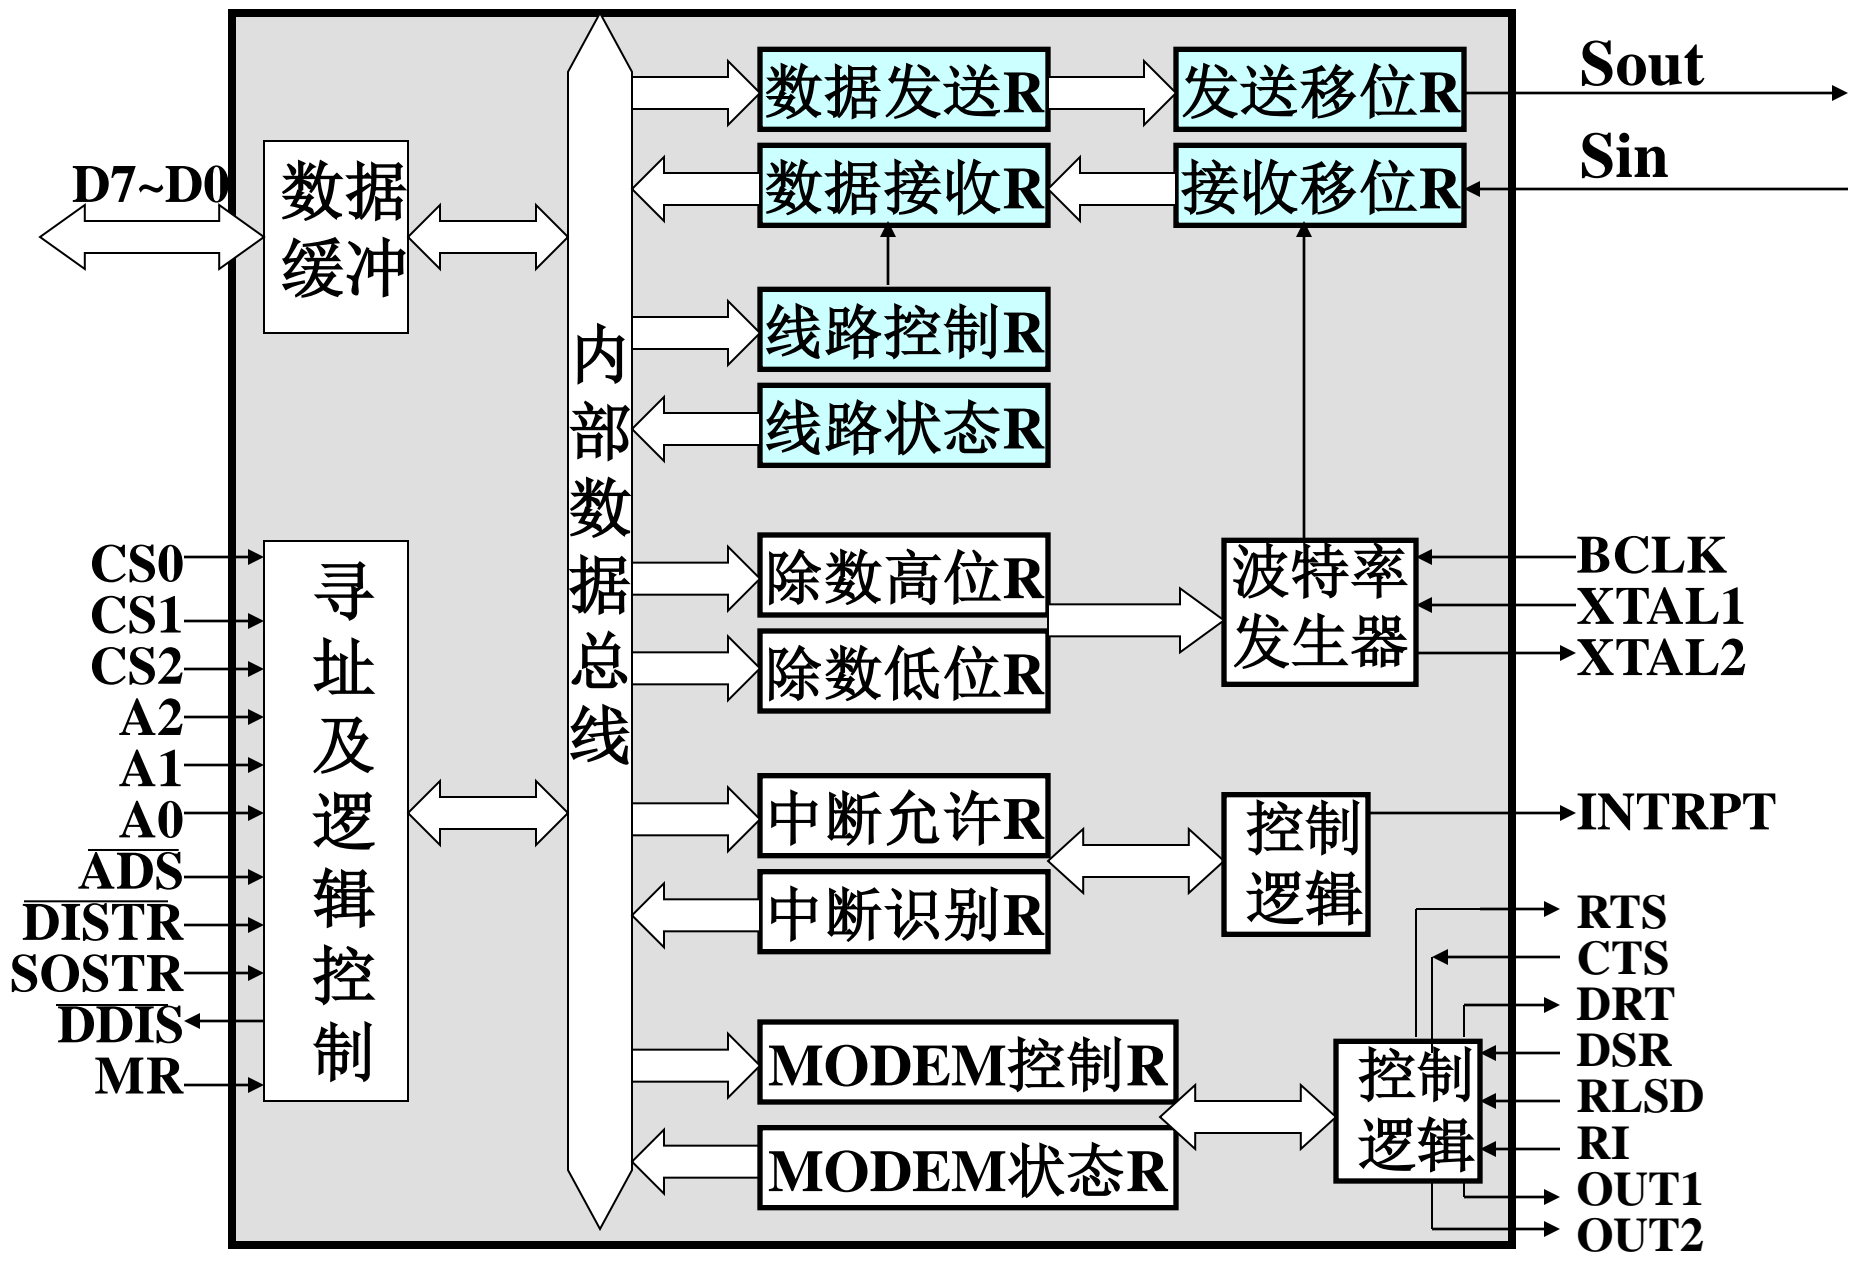 D7~D0
数据
缓冲
CS0
CS1
CS2
A2
A1
A0
ADS
DISTR
SOSTR
DDIS
MR
寻
址
及
逻
辑
控
制
内
部
数
据
总
线
数据发送R
发送移位R
数据接收R
接收移位R
线路控制R
线路状态R
除数高位R
除数低位R
波特率
发生器
中断允许R
中断识别R
控制
逻辑
MODEM控制R
MODEM状态R
控制
逻辑
Sout
Sin
BCLK
XTAL1
XTAL2
INTRPT
RTS
CTS
DRT
DSR
RLSD
RI
OUT1
OUT2